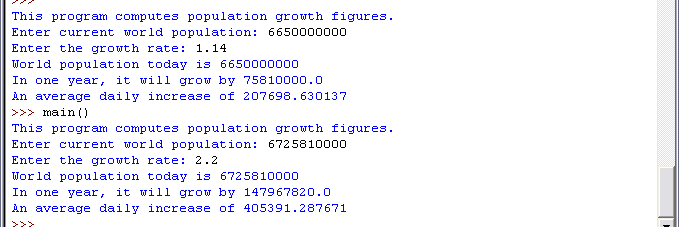 >>>
This program computes population growth figures.
Enter current world population: 6650000000
Enter the growth rate: 1.14
World population today is 6650000000
In one year, it will grow by 75810000.0
An average daily increase of 207698.630137
>>> main()
This program computes population growth figures.
Enter current world population: 6725810000
Enter the growth rate: 2.2
World population today is 6725810000
In one year, it will grow by 147967820.0
An average daily increase of 405391.287671
>>>